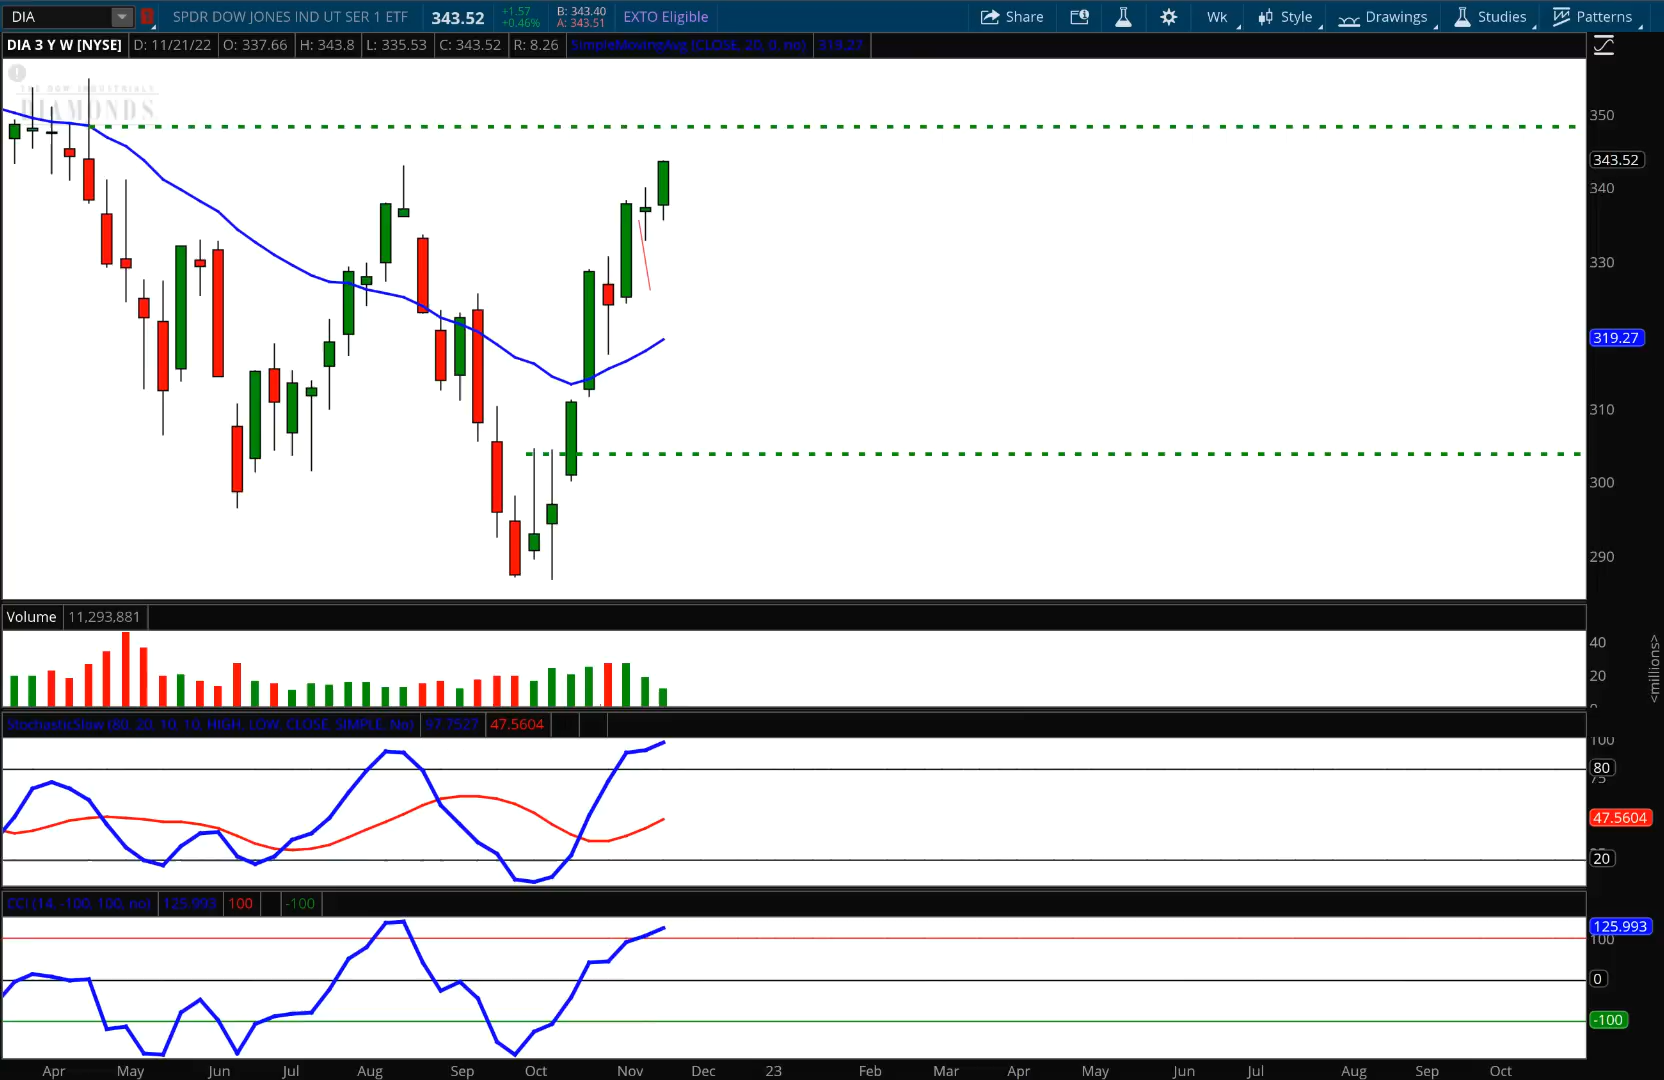 DIA SPDR DOW JONES IND UT SER 1 ETF 343.52 +1.57 +0.46% B: 343.40 A: 343.51 EXTO Eligible Share Wk Style Drawings Studies Patterns
DIA 3 Y W [NYSE] D: 11/21/22 O: 337.66 H: 343.8 L: 335.53 C: 343.52 R: 8.26 SimpleMovingAvg (CLOSE, 20, 0, no) 319.27
THE DOW INDUSTRIALS
DIAMONDS
350
343.52
340
330
319.27
310
300
290
Volume 11,293,881
40
20
<millions>
StochasticSlow (80, 20, 10, 10, HIGH, LOW, CLOSE, SIMPLE, No) 97.7527 47.5604
100
80
75
47.5604
20
CCI (14, -100, 100, no) 125.993 100 -100
125.993
100
0
-100
Apr May Jun Jul Aug Sep Oct Nov Dec 23 Feb Mar Apr May Jun Jul Aug Sep Oct